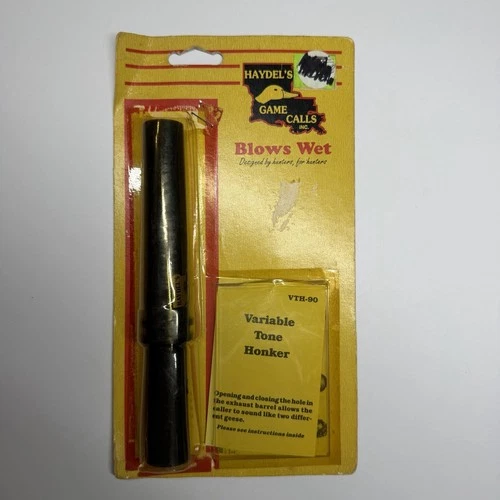 HAYDEL'S
GAME
CALLS
INC.
Blows Wet
Designed by hunters, for hunters
VTH-90
Variable
Tone
Honker
Opening and closing the hole in
the exhaust barrel allows the
caller to sound like two differ-
ent geese.
Please see instructions inside